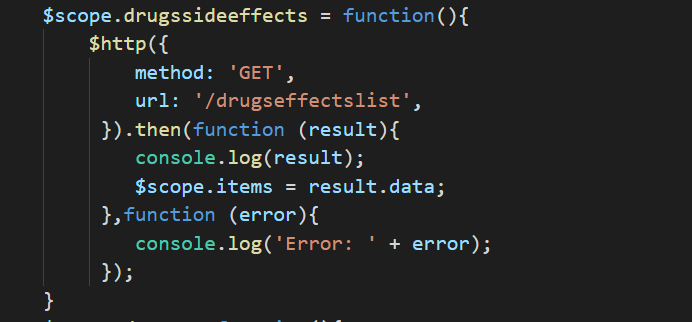 $scope.drugssideeffects = function(){
$http({
method: 'GET',
url: '/drugseffectslist',
}).then(function (result){
console.log(result);
$scope.items = result.data;
},function (error){
console.log('Error: ' + error);
});
}